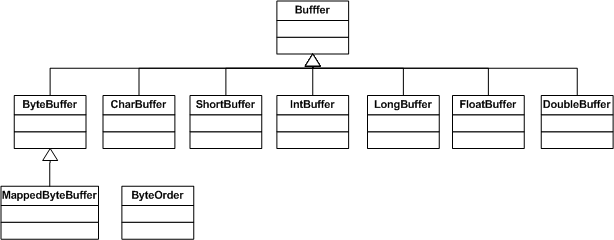 Bufffer
ByteBuffer CharBuffer ShortBuffer IntBuffer LongBuffer FloatBuffer DoubleBuffer
MappedByteBuffer ByteOrder